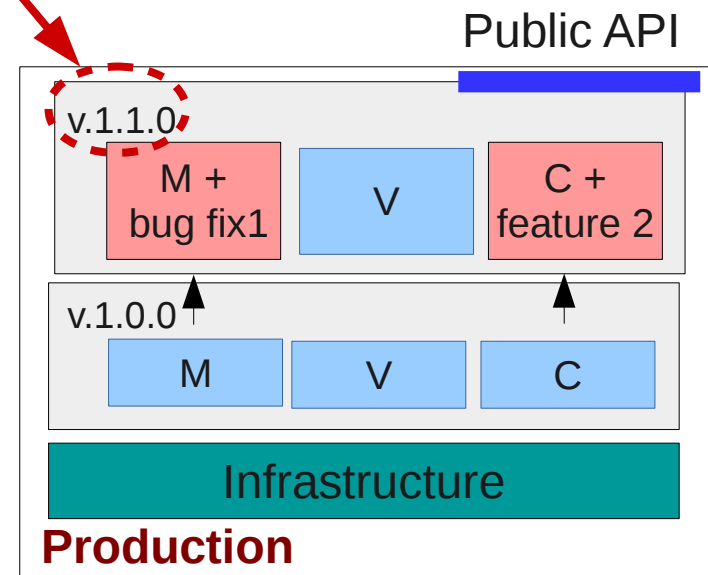 Public API
v.1.1.0
M +
bug fix1
V
C +
feature 2
v.1.0.0
M
V
C
Infrastructure
Production